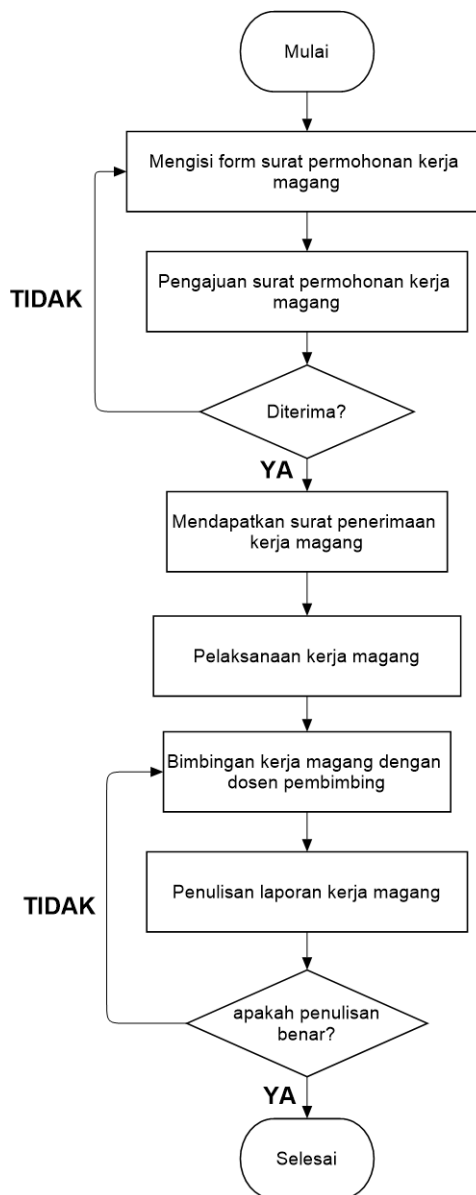 Mulai
Mengisi form surat permohonan kerja
magang
Pengajuan surat permohonan kerja
magang
TIDAK
Diterima?
YA
Mendapatkan surat penerimaan
kerja magang
Pelaksanaan kerja magang
Bimbingan kerja magang dengan
dosen pembimbing
Penulisan laporan kerja magang
TIDAK
apakah penulisan
benar?
YA
Selesai